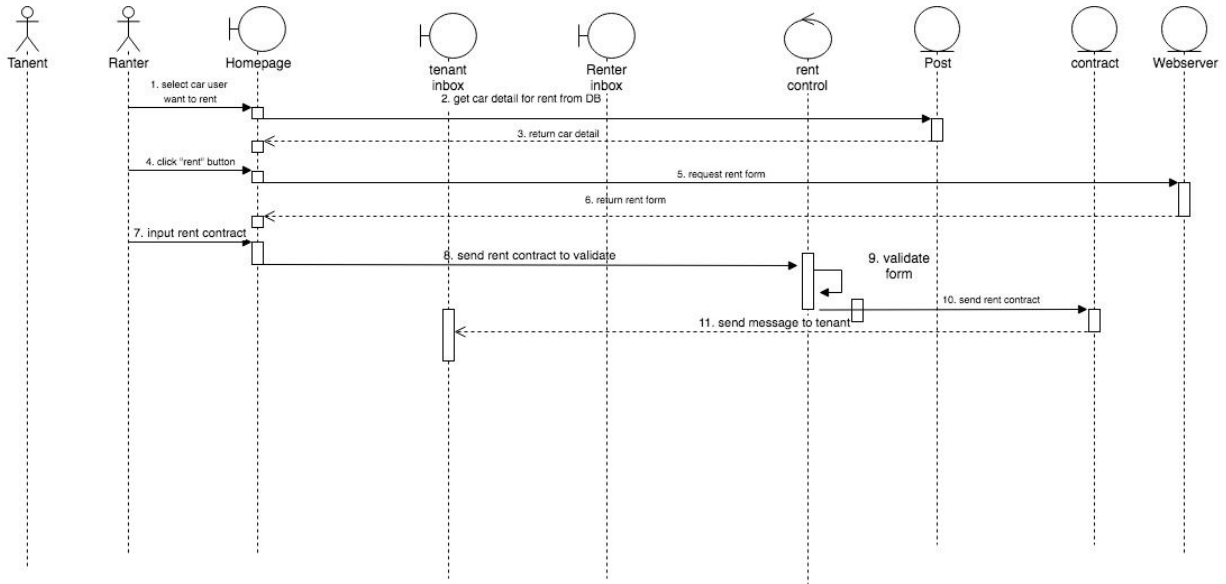 Tanent
Ranter
Homepage
tenant
inbox
Renter
inbox
rent
control
Post
contract
Webserver
1. select car user
want to rent
2. get car detail for rent from DB
3. return car detail
4. click "rent" button
5. request rent form
6. return rent form
7. input rent contract
8. send rent contract to validate
9. validate
form
10. send rent contract
11. send message to tenant